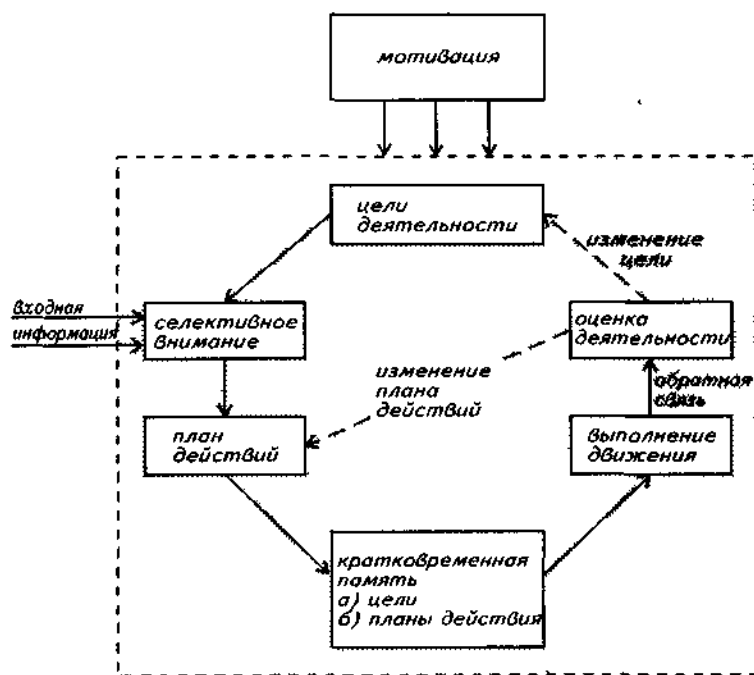 мотивация
цели
деятельности
изменение
цели
входная
информация
селективное
внимание
оценка
деятельности
изменение
плана
действий
обратная
связь
план
действий
выполнение
движения
кратковременная
память
а) цели
б) планы действия